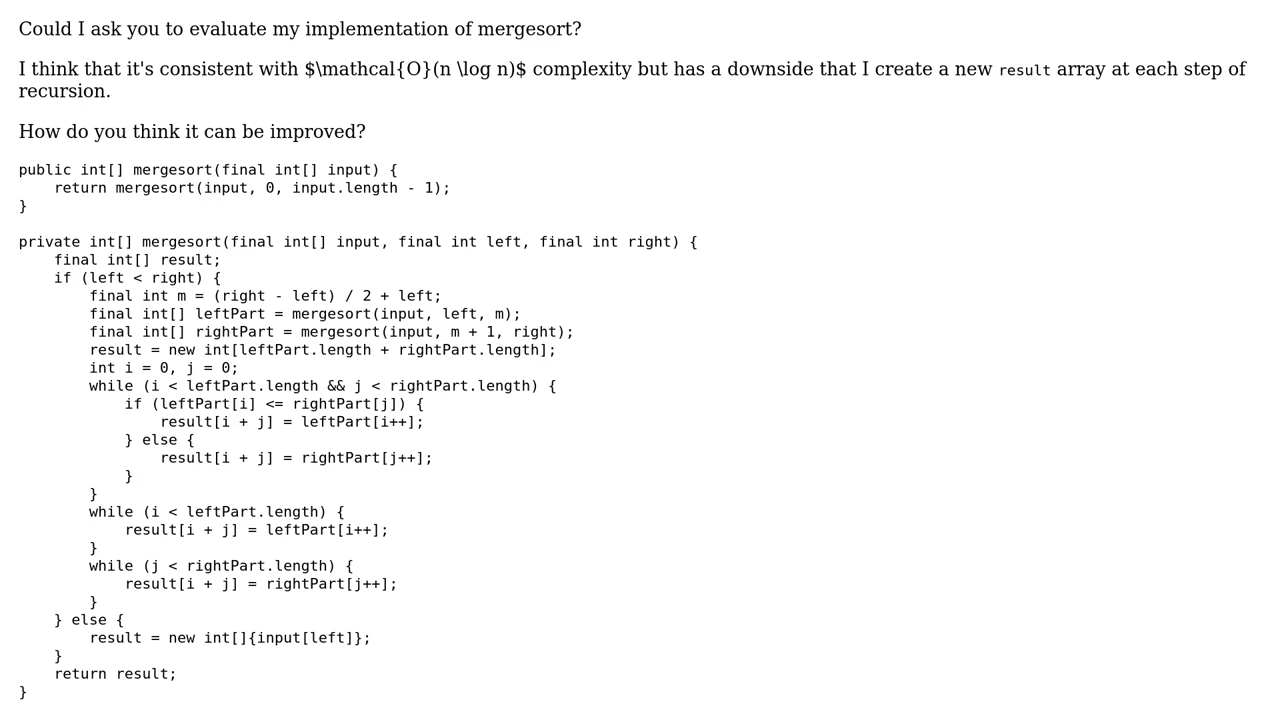 Could I ask you to evaluate my implementation of mergesort?
I think that it's consistent with $\mathcal{O}(n \log n)$ complexity but has a downside that I create a new result array at each step of
recursion.
How do you think it can be improved?
public int[] mergesort(final int[] input) {
    return mergesort(input, 0, input.length - 1);
}
private int[] mergesort(final int[] input, final int left, final int right) {
    final int[] result;
    if (left < right) {
        final int m = (right - left) / 2 + left;
        final int[] leftPart = mergesort(input, left, m);
        final int[] rightPart = mergesort(input, m + 1, right);
        result = new int[leftPart.length + rightPart.length];
        int i = 0, j = 0;
        while (i < leftPart.length && j < rightPart.length) {
            if (leftPart[i] <= rightPart[j]) {
                result[i + j] = leftPart[i++];
            } else {
                result[i + j] = rightPart[j++];
            }
        }
        while (i < leftPart.length) {
            result[i + j] = leftPart[i++];
        }
        while (j < rightPart.length) {
            result[i + j] = rightPart[j++];
        }
    } else {
        result = new int[]{input[left]};
    }
    return result;
}